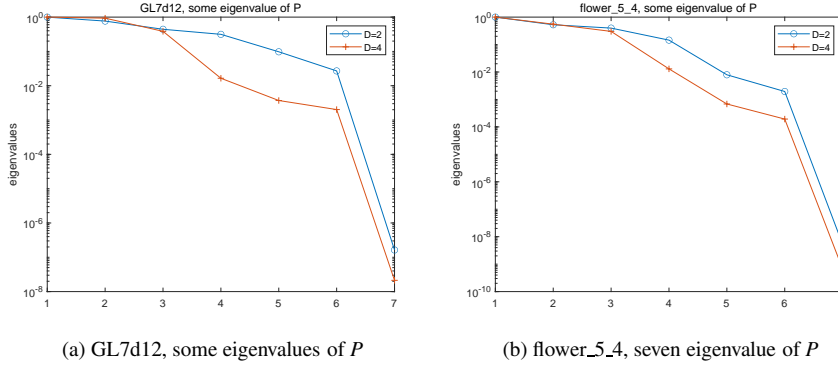 GL7d12, some eigenvalue of P
10^0
10^-2
10^-4
10^-6
10^-8
eigenvalues
D=2
D=4
1 2 3 4 5 6 7
(a) GL7d12, some eigenvalues of P
flower_5_4, some eigenvalue of P
10^0
10^-2
10^-4
10^-6
10^-8
10^-10
eigenvalues
D=2
D=4
1 2 3 4 5 6
(b) flower_5_4, seven eigenvalue of P